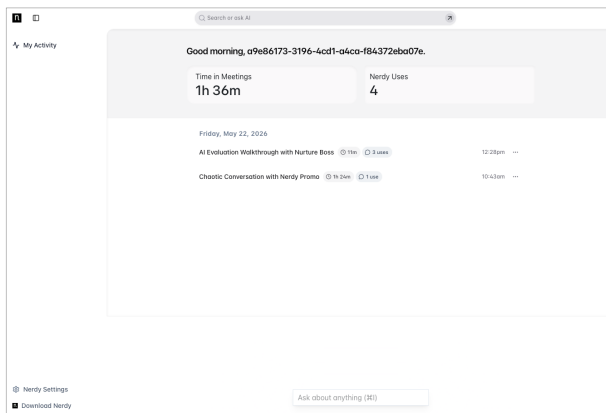 n
Search or ask AI
My Activity
Good morning, a9e86173-3196-4cd1-a4ca-f84372eba07e.
Time in Meetings
1h 36m
Nerdy Uses
4
Friday, May 22, 2026
AI Evaluation Walkthrough with Nurture Boss 11m 3 uses 12:28pm ...
Chaotic Conversation with Nerdy Promo 1h 24m 1 use 10:43am ...
Nerdy Settings
n Download Nerdy
Ask about anything (⌘I)